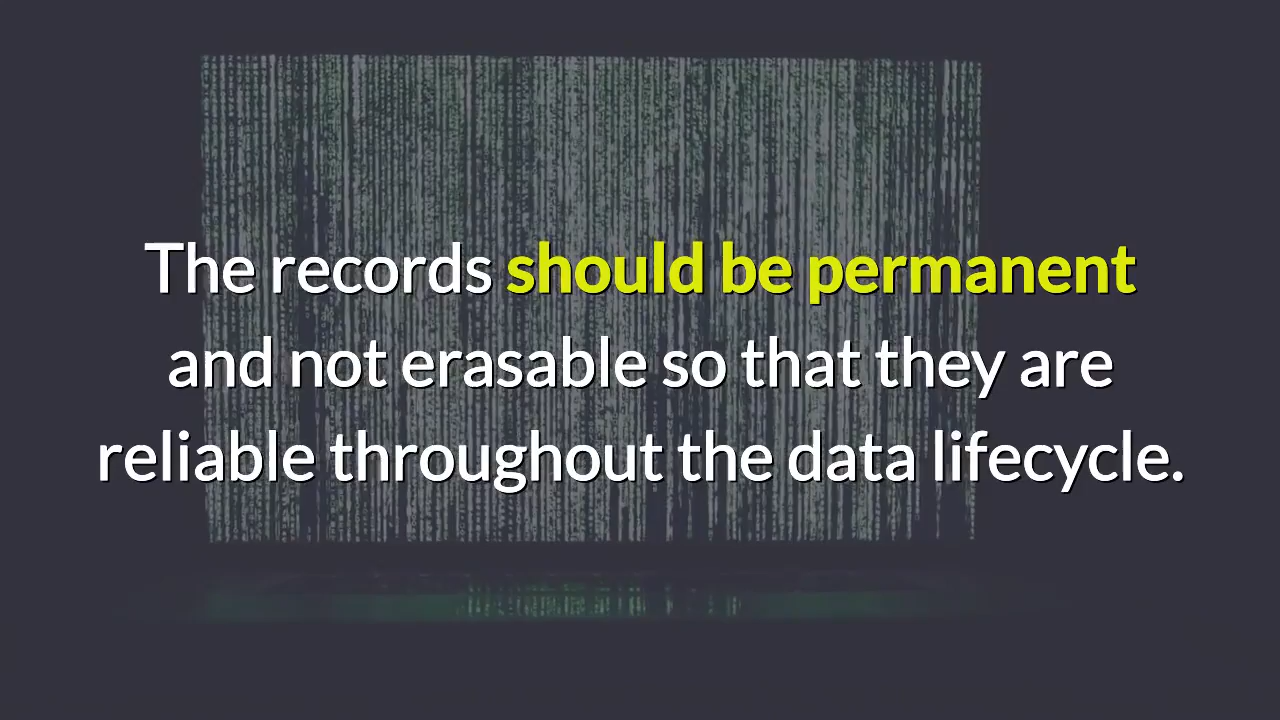 The records should be permanent
and not erasable so that they are
reliable throughout the data lifecycle.